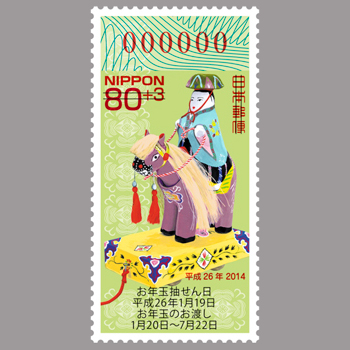 000000
NIPPON
80+3
日本郵便
平成26年 2014
お年玉抽せん日
平成26年1月19日
お年玉のお渡し
1月20日～7月22日